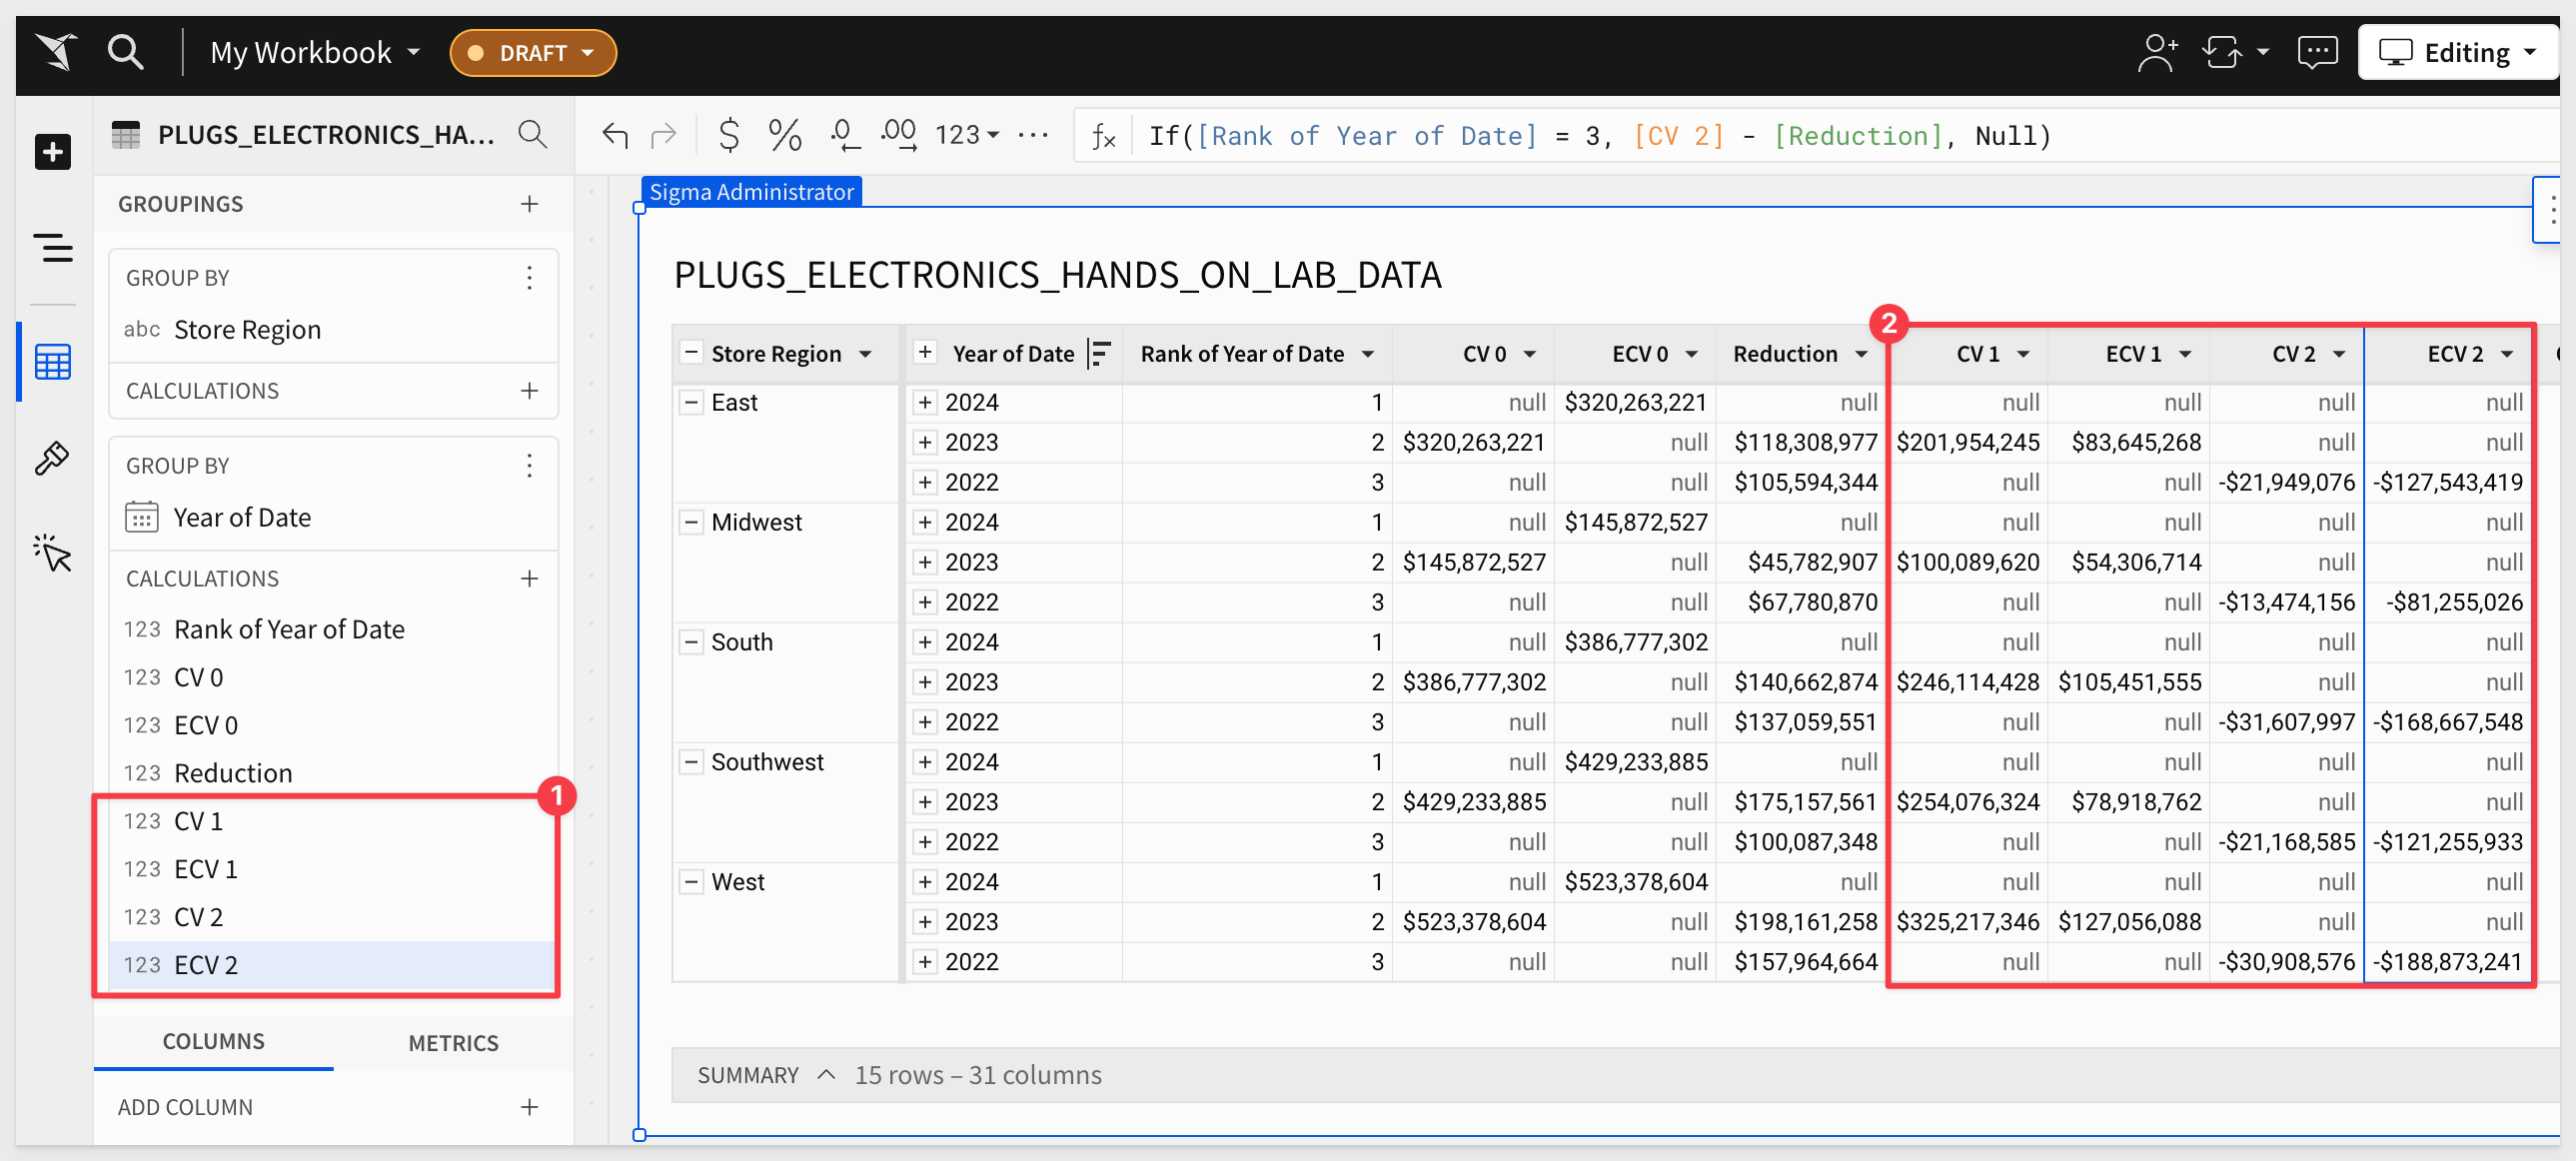 My Workbook DRAFT Editing
PLUGS_ELECTRONICS_HA...
$ % .0 .00 123 ... fx If([Rank of Year of Date] = 3, [CV 2] - [Reduction], Null)
GROUPINGS
GROUP BY
abc Store Region
CALCULATIONS
GROUP BY
Year of Date
CALCULATIONS
123 Rank of Year of Date
123 CV 0
123 ECV 0
123 Reduction
1
123 CV 1
123 ECV 1
123 CV 2
123 ECV 2
COLUMNS METRICS
ADD COLUMN
Sigma Administrator
PLUGS_ELECTRONICS_HANDS_ON_LAB_DATA
2
Store Region Year of Date Rank of Year of Date CV 0 ECV 0 Reduction CV 1 ECV 1 CV 2 ECV 2
East 2024 1 null $320,263,221 null null null null null
2023 2 $320,263,221 null $118,308,977 $201,954,245 $83,645,268 null null
2022 3 null null $105,594,344 null null -$21,949,076 -$127,543,419
Midwest 2024 1 null $145,872,527 null null null null null
2023 2 $145,872,527 null $45,782,907 $100,089,620 $54,306,714 null null
2022 3 null null $67,780,870 null null -$13,474,156 -$81,255,026
South 2024 1 null $386,777,302 null null null null null
2023 2 $386,777,302 null $140,662,874 $246,114,428 $105,451,555 null null
2022 3 null null $137,059,551 null null -$31,607,997 -$168,667,548
Southwest 2024 1 null $429,233,885 null null null null null
2023 2 $429,233,885 null $175,157,561 $254,076,324 $78,918,762 null null
2022 3 null null $100,087,348 null null -$21,168,585 -$121,255,933
West 2024 1 null $523,378,604 null null null null null
2023 2 $523,378,604 null $198,161,258 $325,217,346 $127,056,088 null null
2022 3 null null $157,964,664 null null -$30,908,576 -$188,873,241
SUMMARY 15 rows – 31 columns